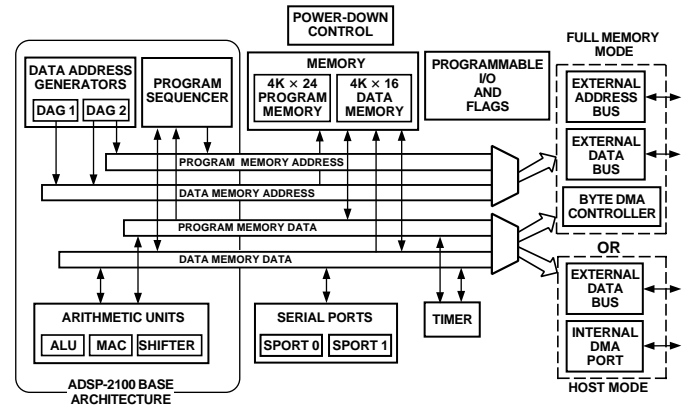 POWER-DOWN
CONTROL
FULL MEMORY
MODE
DATA ADDRESS
GENERATORS
DAG 1
DAG 2
PROGRAM
SEQUENCER
MEMORY
4K × 24
PROGRAM
MEMORY
4K × 16
DATA
MEMORY
PROGRAMMABLE
I/O
AND
FLAGS
EXTERNAL
ADDRESS
BUS
EXTERNAL
DATA
BUS
BYTE DMA
CONTROLLER
PROGRAM MEMORY ADDRESS
DATA MEMORY ADDRESS
PROGRAM MEMORY DATA
DATA MEMORY DATA
OR
EXTERNAL
DATA
BUS
INTERNAL
DMA
PORT
HOST MODE
ARITHMETIC UNITS
ALU
MAC
SHIFTER
SERIAL PORTS
SPORT 0
SPORT 1
TIMER
ADSP-2100 BASE
ARCHITECTURE